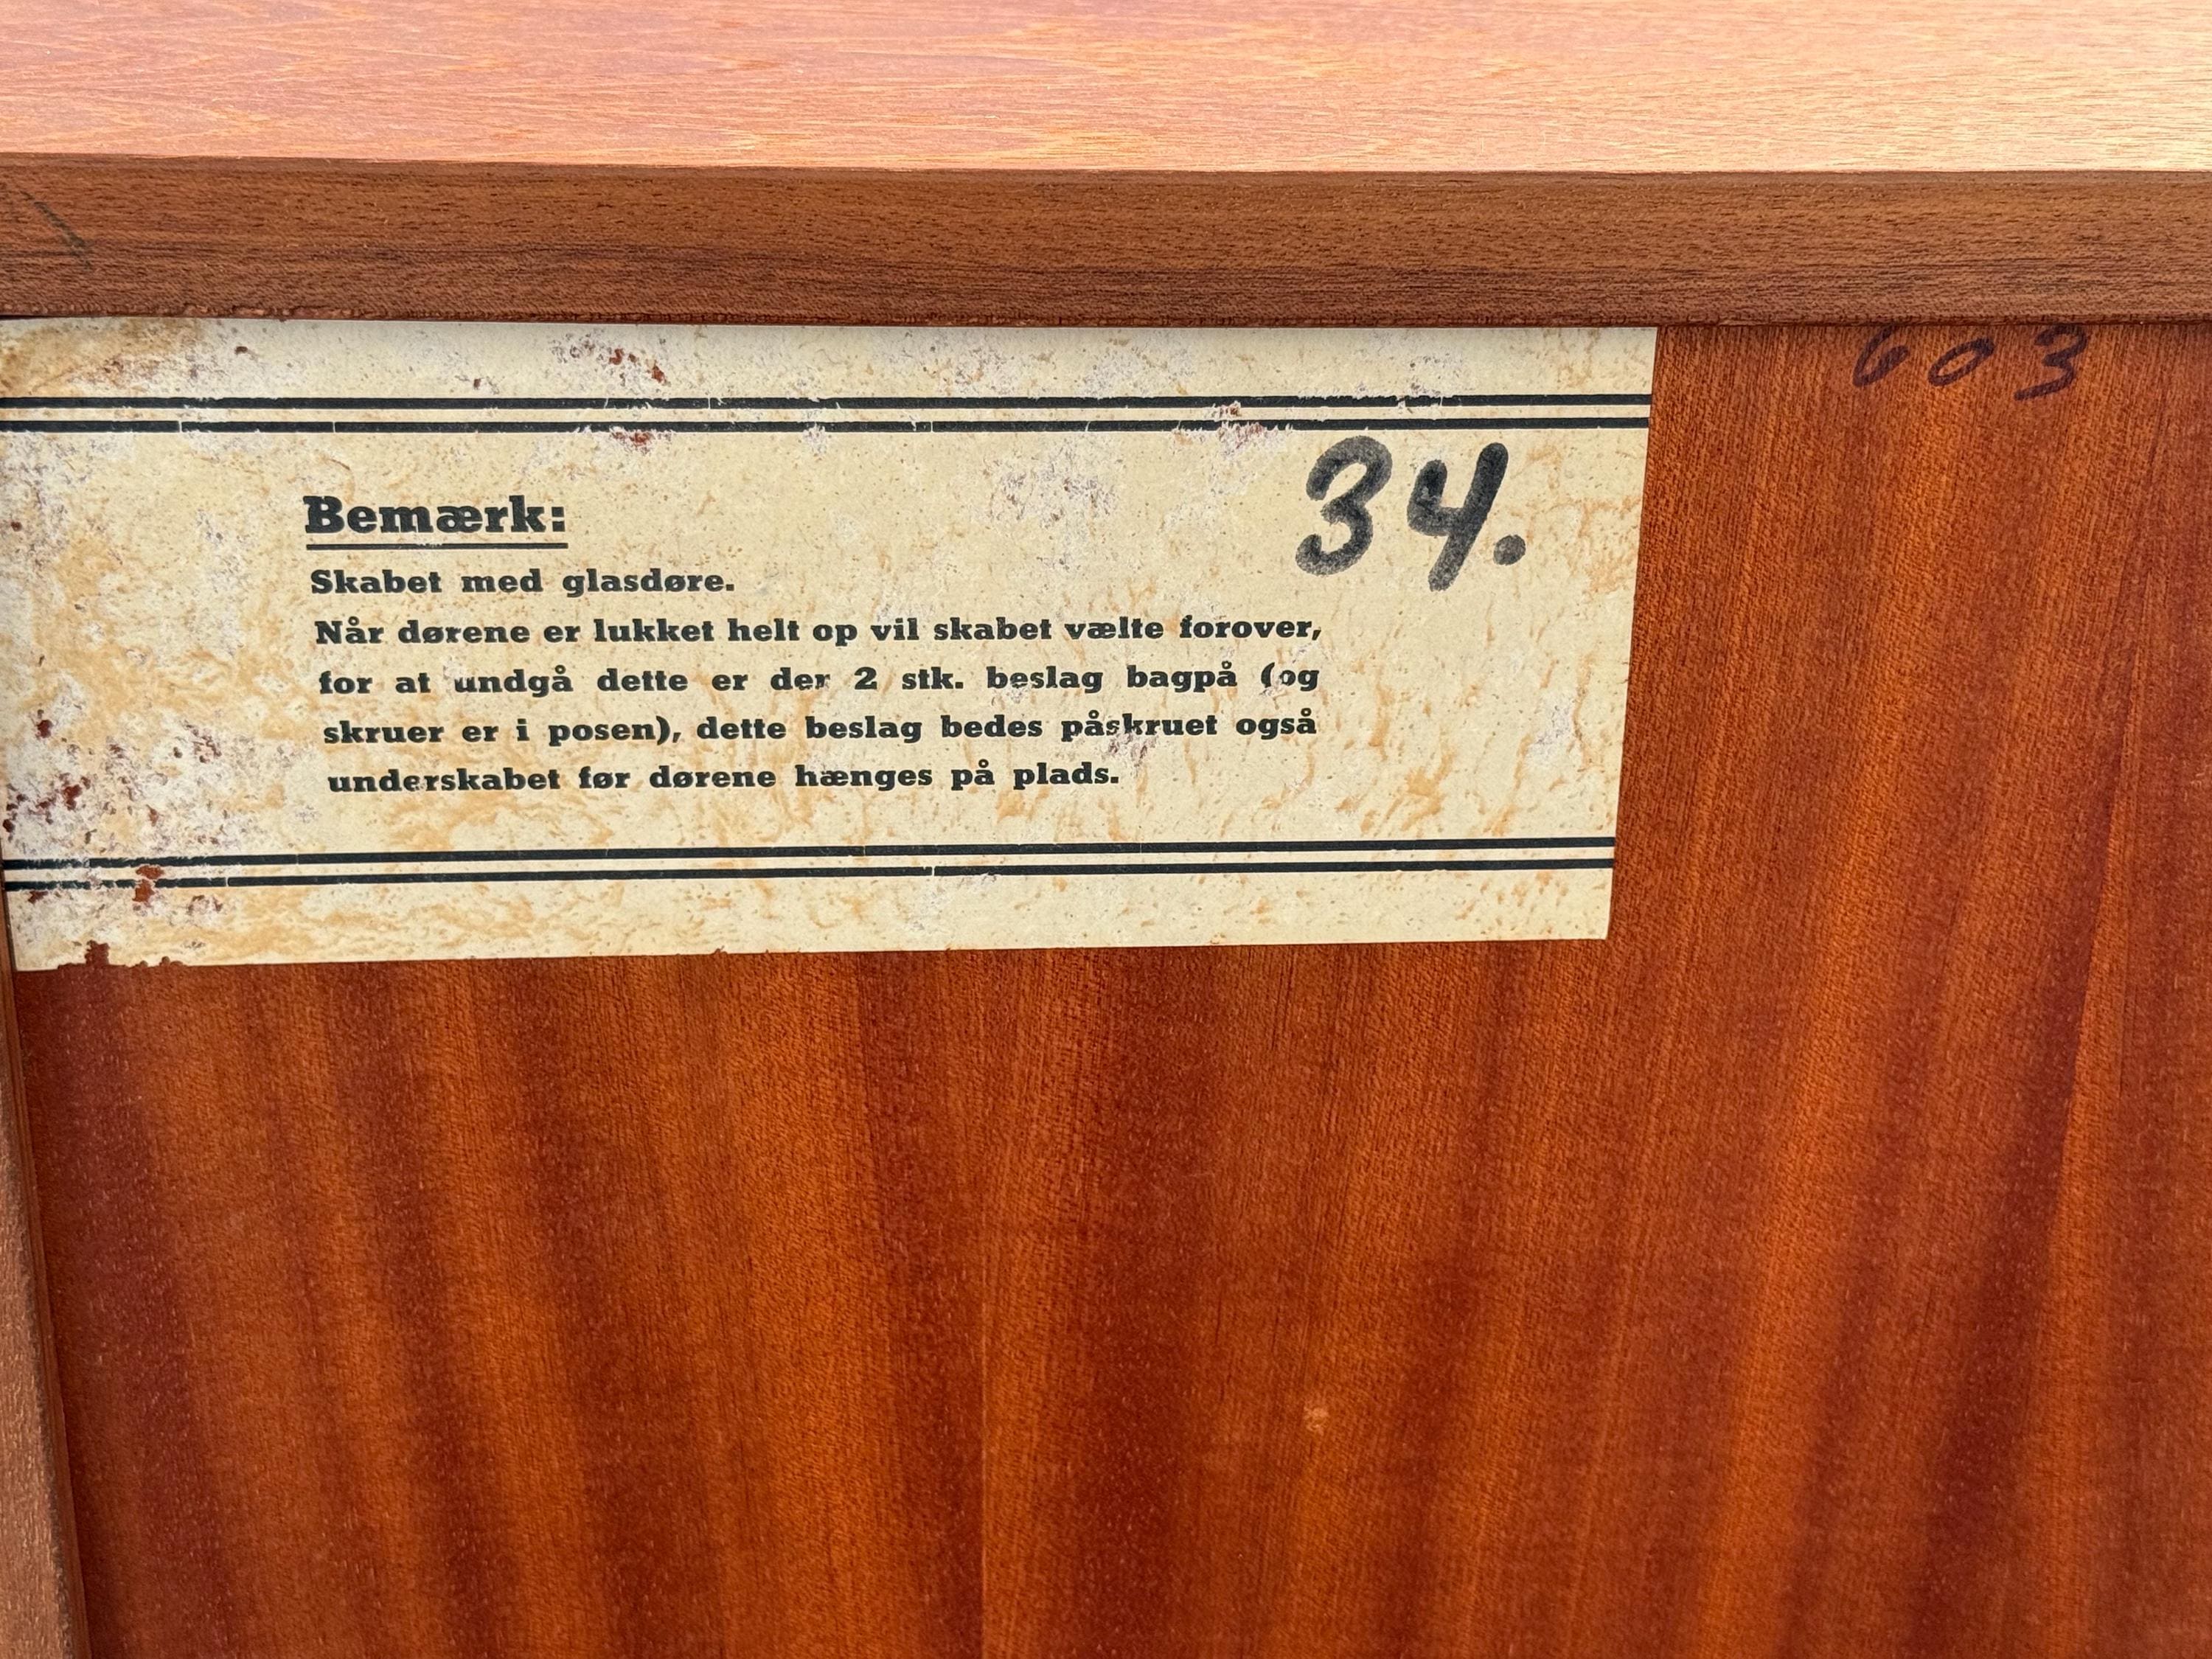 603
34.
Bemærk:
Skabet med glasdøre.
Når dørene er lukket helt op vil skabet vælte forover,
for at undgå dette er der 2 stk. beslag bagpå (og
skruer er i posen), dette beslag bedes påskruet også
underskabet før dørene hænges på plads.